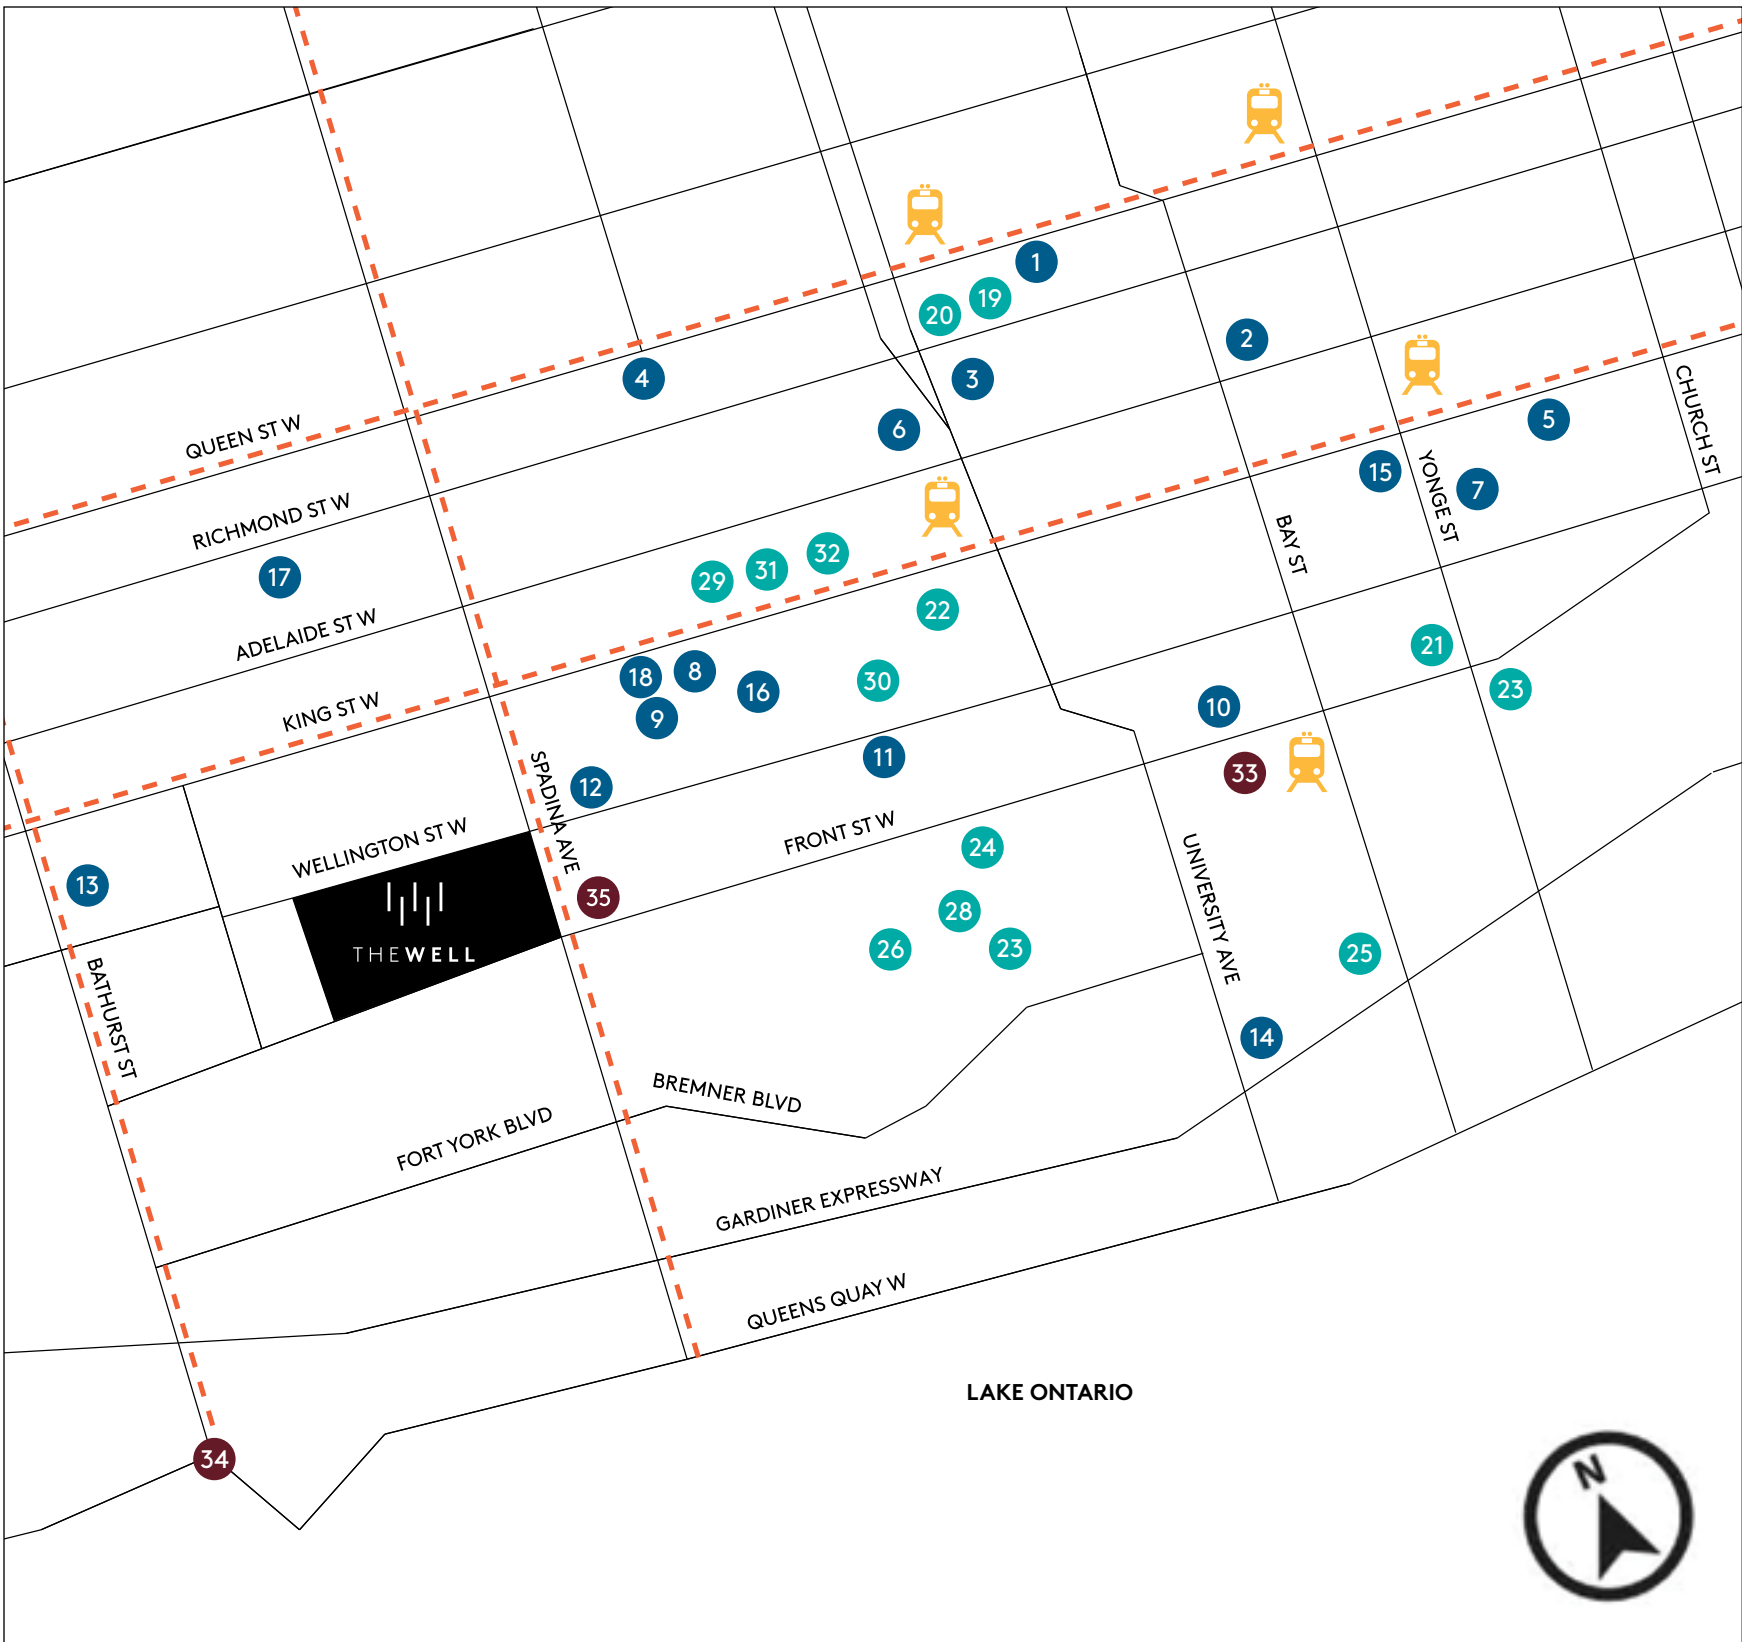 1
20
19
2
4
3
CHURCH ST
6
5
QUEEN ST W
15
YONGE ST
7
RICHMOND ST W
BAY ST
17
29
31
32
22
ADELAIDE ST W
21
18
8
16
30
23
KING ST W
9
10
SPADINA AVE
12
11
33
WELLINGTON ST W
FRONT ST W
24
UNIVERSITY AVE
13
35
28
THEWELL
26
23
25
BATHURST ST
14
BREMNER BLVD
FORT YORK BLVD
GARDINER EXPRESSWAY
QUEENS QUAY W
LAKE ONTARIO
34
N